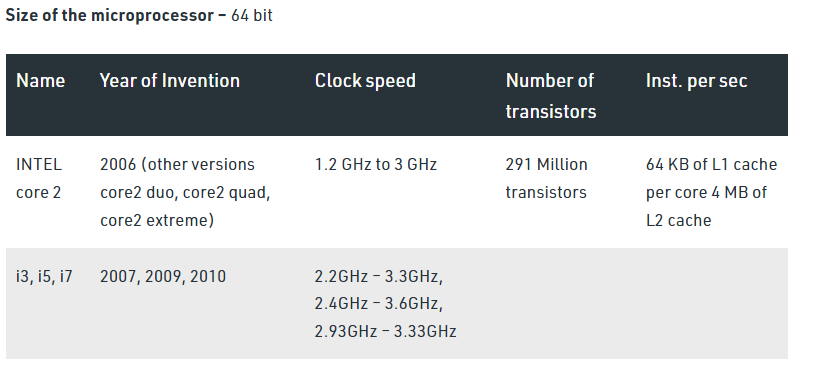 Size of the microprocessor – 64 bit
Name Year of Invention Clock speed Number of transistors Inst. per sec
INTEL core 2 2006 (other versions core2 duo, core2 quad, core2 extreme) 1.2 GHz to 3 GHz 291 Million transistors 64 KB of L1 cache per core 4 MB of L2 cache
i3, i5, i7 2007, 2009, 2010 2.2GHz – 3.3GHz, 2.4GHz – 3.6GHz, 2.93GHz – 3.33GHz